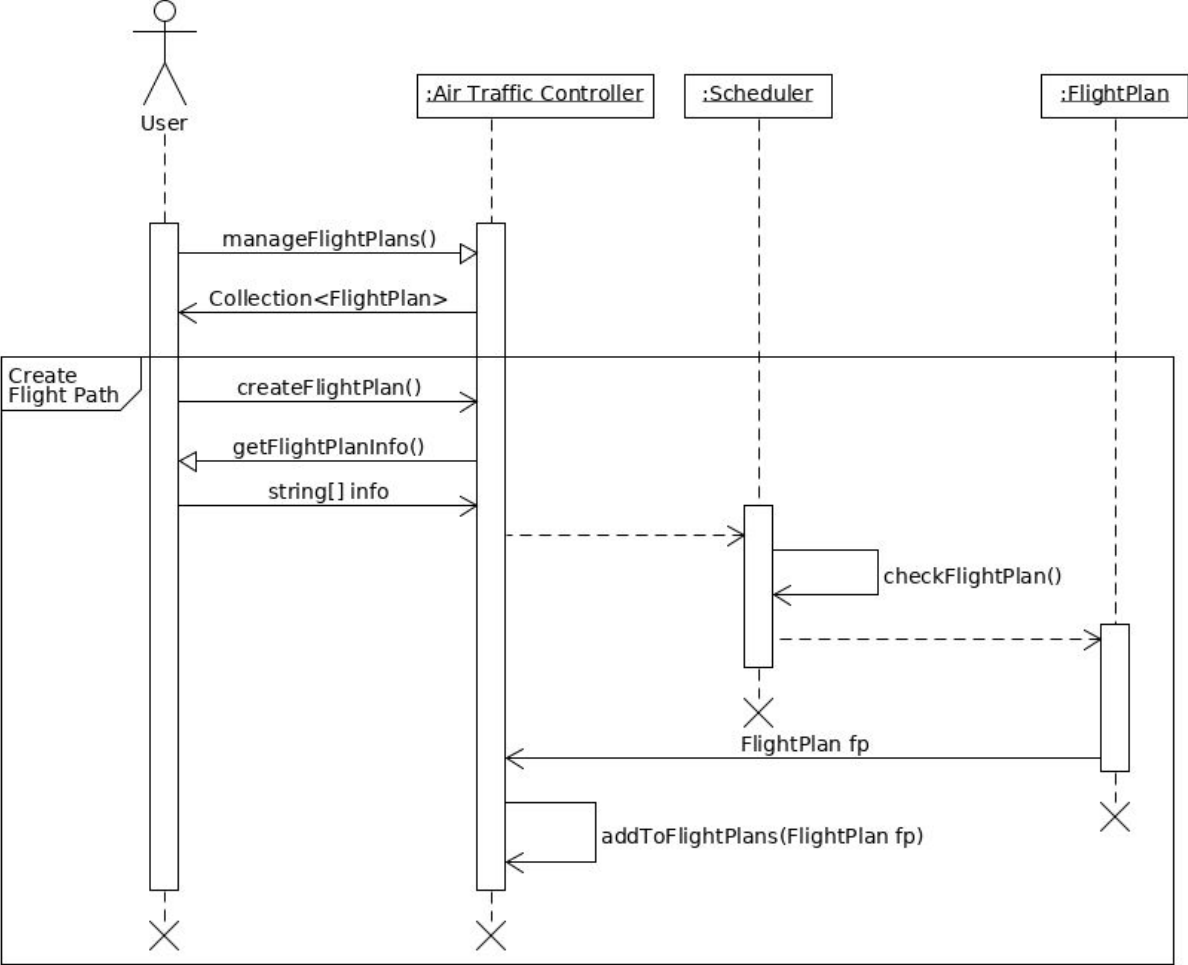 User
:Air Traffic Controller
:Scheduler
:FlightPlan
manageFlightPlans()
Collection<FlightPlan>
Create
Flight Path
createFlightPlan()
getFlightPlanInfo()
string[] info
checkFlightPlan()
FlightPlan fp
addToFlightPlans(FlightPlan fp)